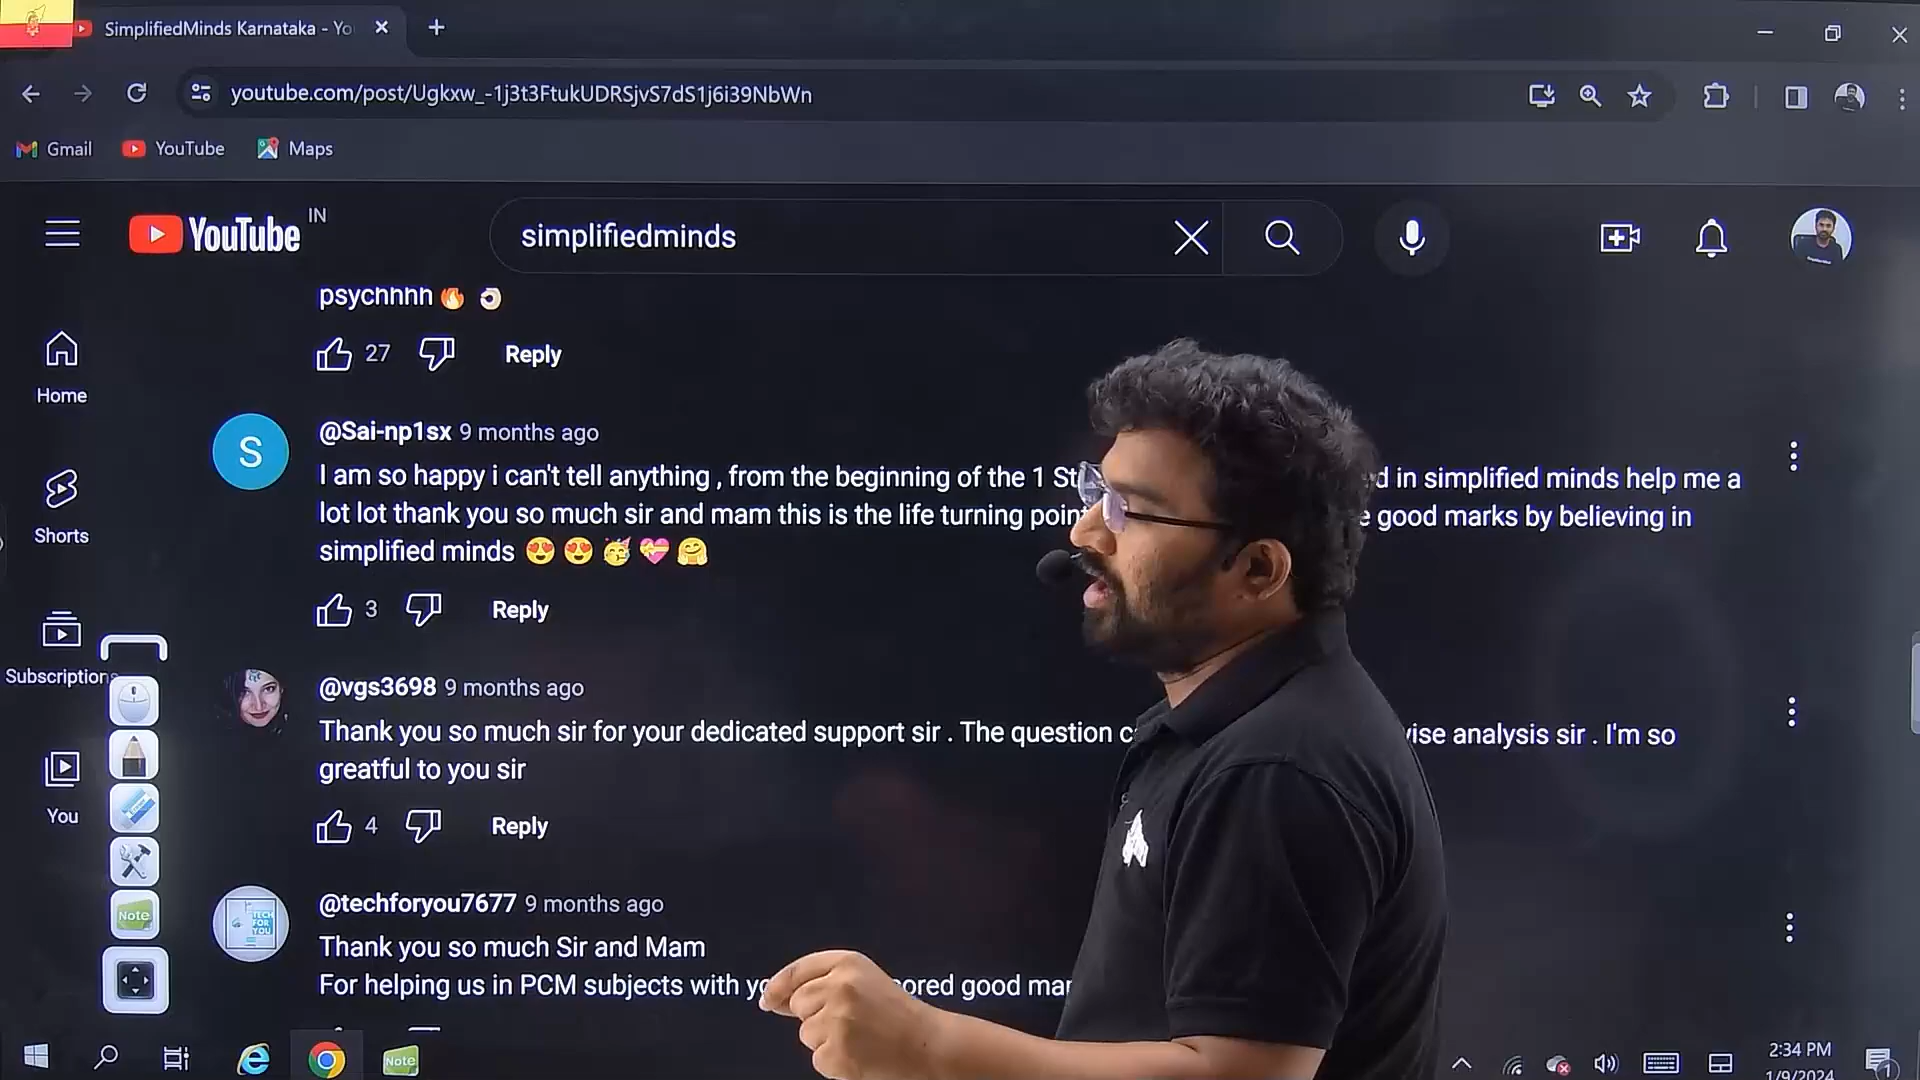 SimplifiedMinds Karnataka - Yo
youtube.com/post/Ugkxw_-1j3t3FtukUDRSjvS7dS1j6i39NbWn
Gmail
YouTube
Maps
YouTube IN
simplifiedminds
psychhhh🔥👌🏻
27
Reply
Home
@Sai-np1sx 9 months ago
I am so happy i can't tell anything , from the beginning of the 1 St d in simplified minds help me a
lot lot thank you so much sir and mam this is the life turning point e good marks by believing in
simplified minds 😍😍🥳💝🤗
Shorts
3
Reply
Subscriptions
@vgs3698 9 months ago
Thank you so much sir for your dedicated support sir . The question wise analysis sir . I'm so
greatful to you sir
You
4
Reply
@techforyou7677 9 months ago
TECH
FOR
YOU
Thank you so much Sir and Mam
For helping us in PCM subjects with good
Note
Note
2:34 PM
1/9/2024
1